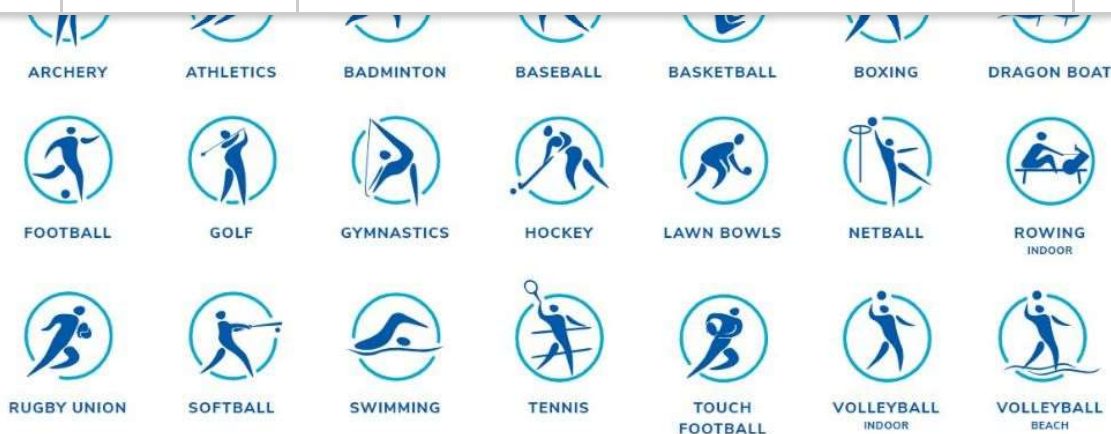 ARCHERY
ATHLETICS
BADMINTON
BASEBALL
BASKETBALL
BOXING
DRAGON BOAT
FOOTBALL
GOLF
GYMNASTICS
HOCKEY
LAWN BOWLS
NETBALL
ROWING
INDOOR
RUGBY UNION
SOFTBALL
SWIMMING
TENNIS
TOUCH
FOOTBALL
VOLLEYBALL
INDOOR
VOLLEYBALL
BEACH